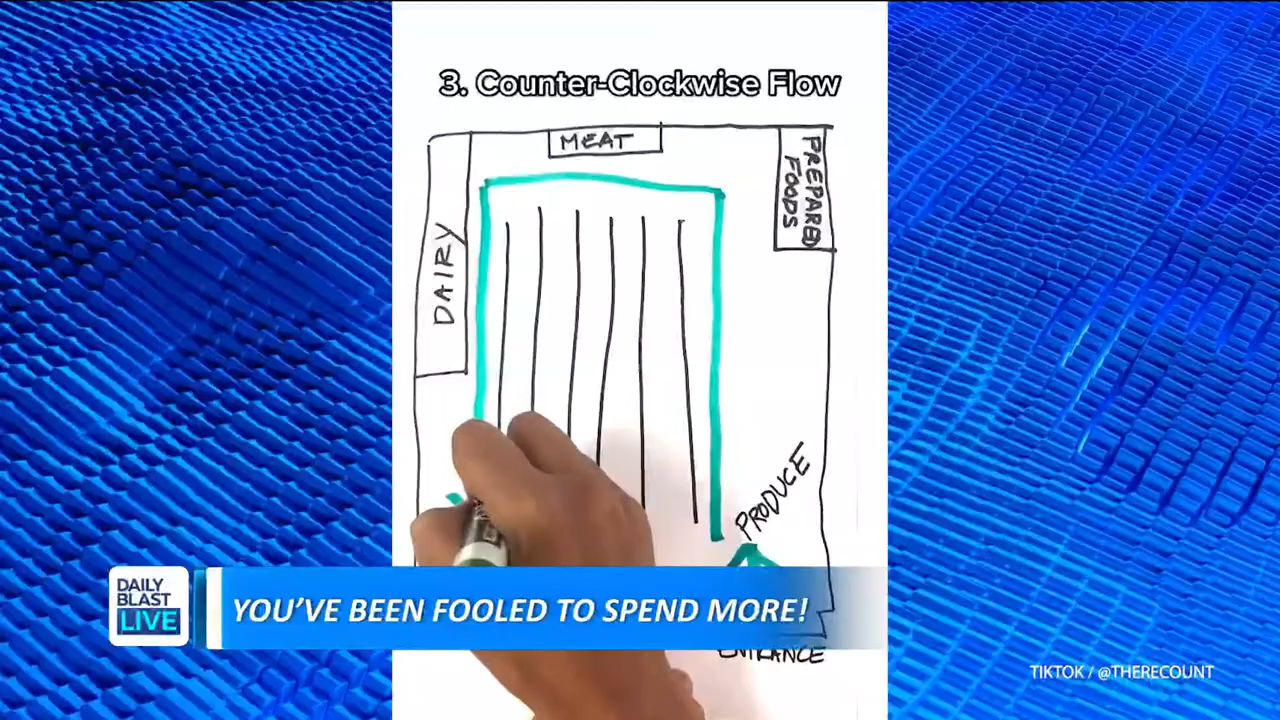 3. Counter-Clockwise Flow
MEAT
PREPARED
FOODS
DAIRY
PRODUCE
DAILY
BLAST
LIVE
YOU'VE BEEN FOOLED TO SPEND MORE!
ENTRANCE
TIKTOK / @THERECOUNT